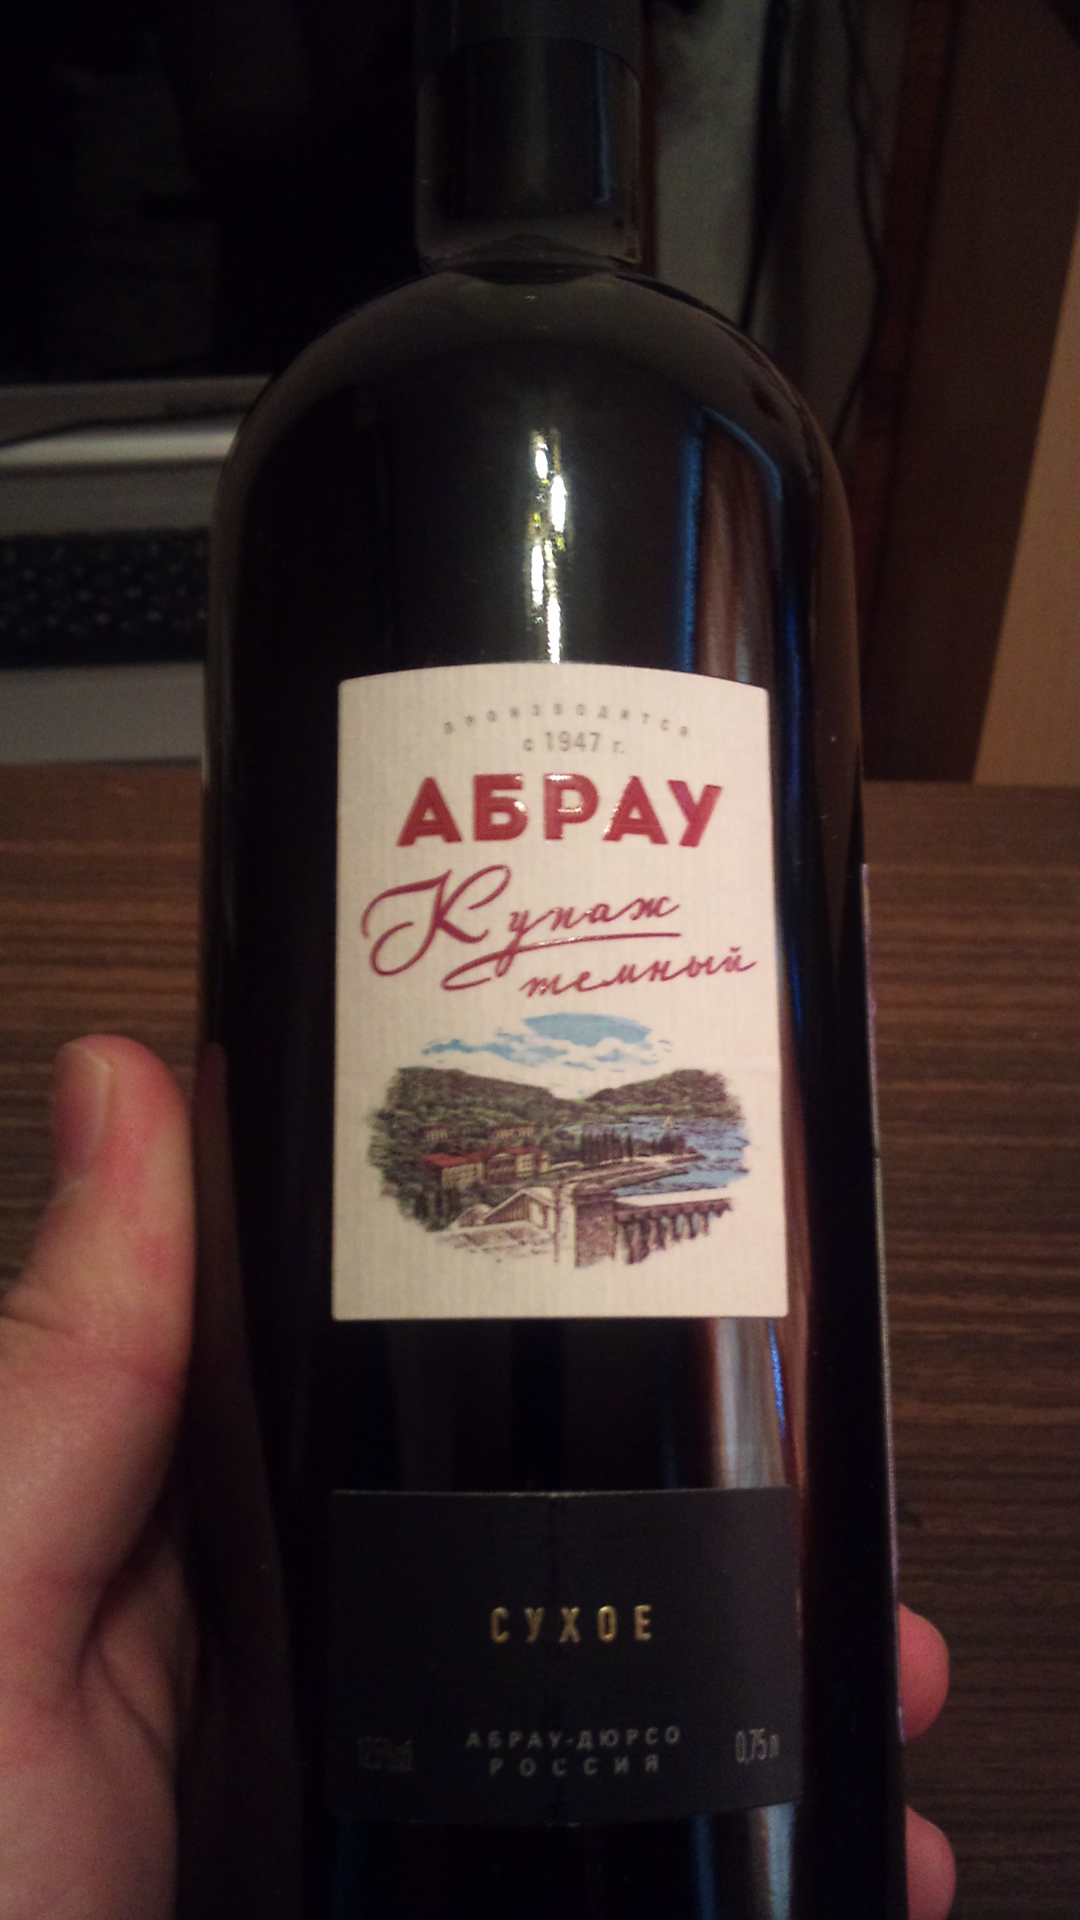 ПРОИЗВОДИТСЯ
с 1947 г.
АБРАУ
Купаж
темный
СУХОЕ
АБРАУ-ДЮРСО
РОССИЯ
0,75 л